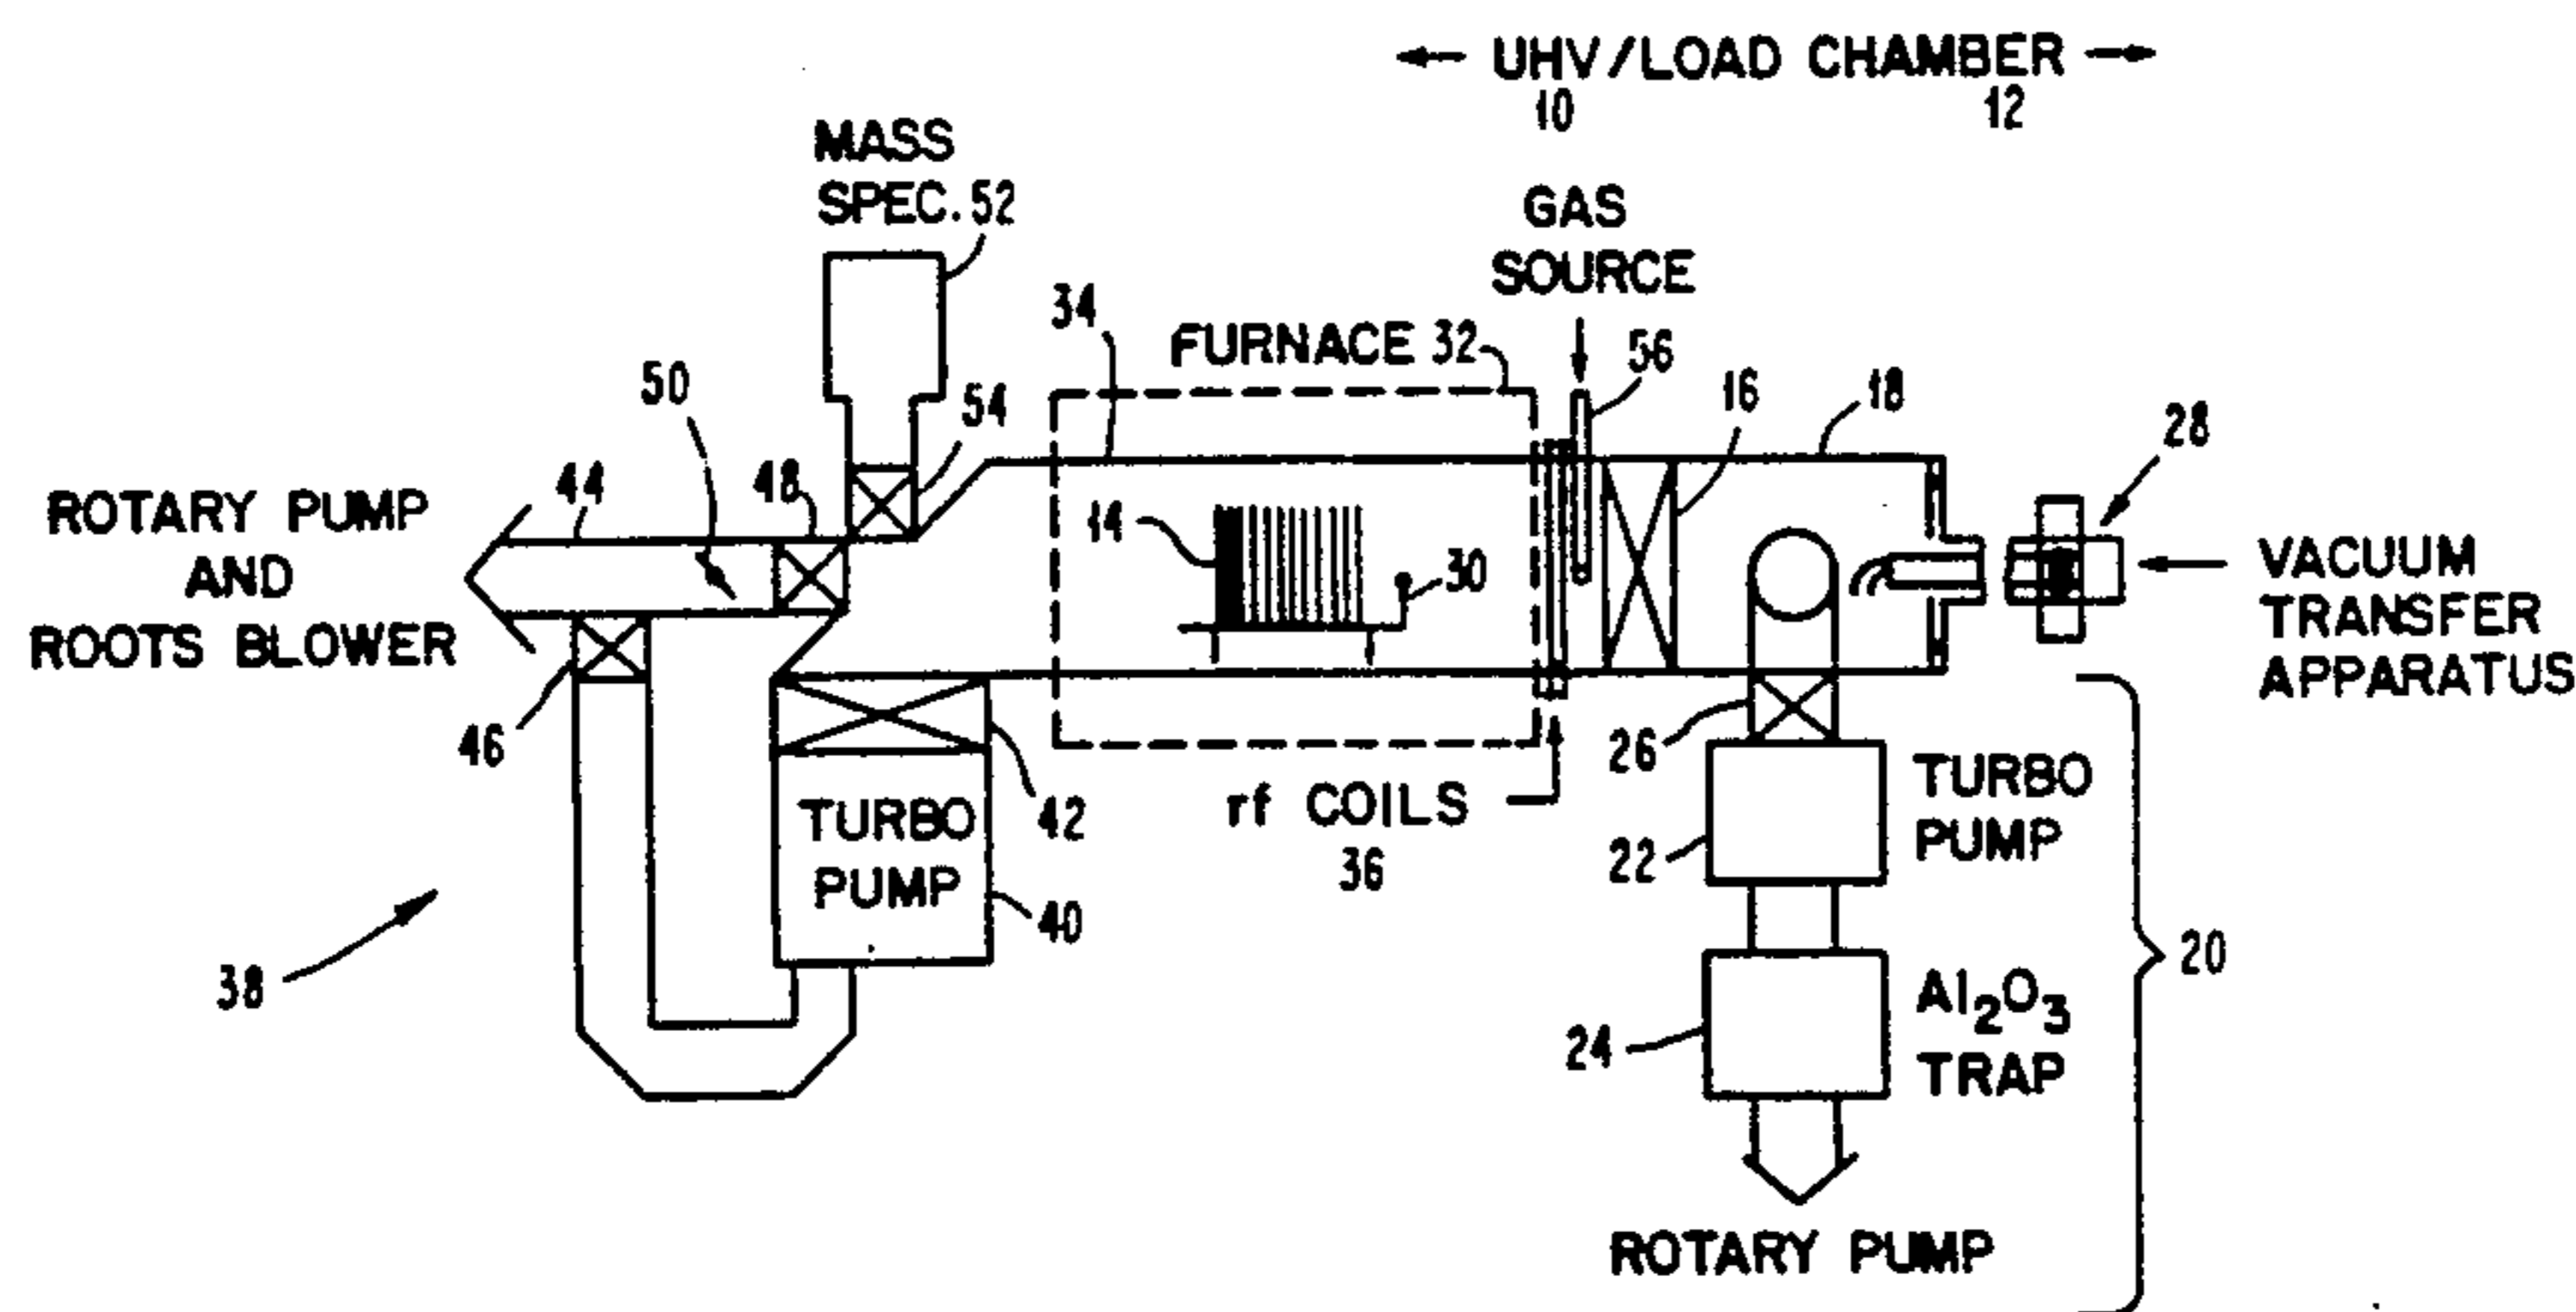 ← UHV/LOAD CHAMBER →
10 12
MASS
SPEC. 52
GAS
SOURCE
34
FURNACE 32
56
50
54
16
18
28
44
48
14
30
ROTARY PUMP
AND
ROOTS BLOWER
VACUUM
TRANSFER
APPARATUS
46
42
rf COILS
36
26
TURBO
PUMP
22
TURBO
PUMP
40
38
20
24
Al₂O₃
TRAP
ROTARY PUMP